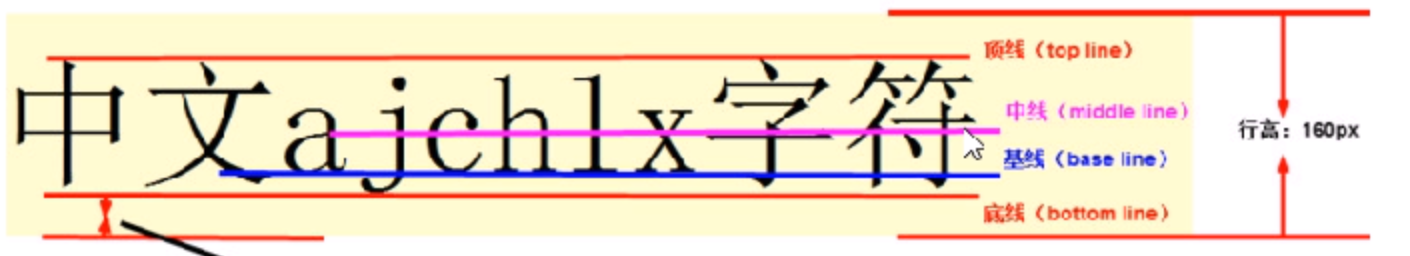 中文ajchlx字符
顶线（top line）
中线（middle line）
基线（base line）
底线（bottom line）
行高：160px